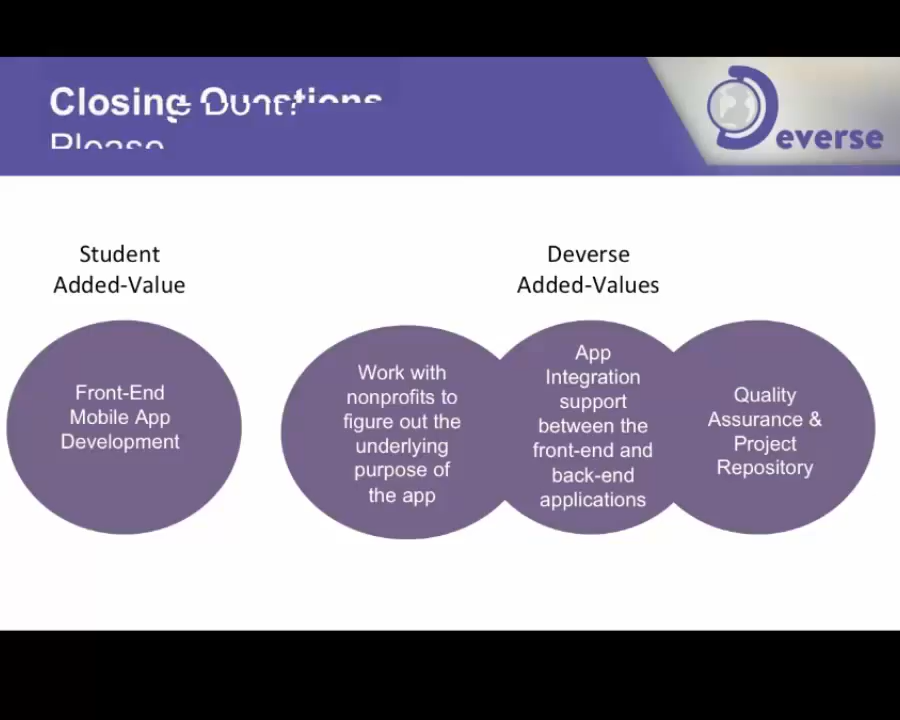 Closing
everse
Student
Added-Value
Deverse
Added-Values
Front-End
Mobile App
Development
Work with
nonprofits to
figure out the
underlying
purpose of
the app
App
Integration
support
between the
front-end and
back-end
applications
Quality
Assurance &
Project
Repository